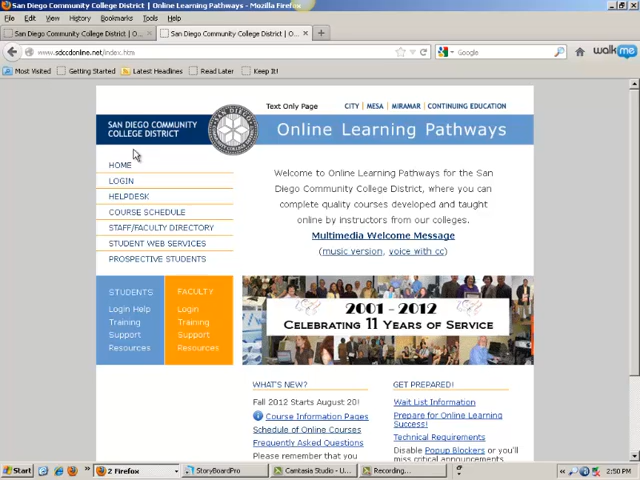 San Diego Community College District | Online Learning Pathways - Mozilla Firefox
File Edit View History Bookmarks Tools Help
San Diego Community College District | O...
San Diego Community College District | O...
www.sdccdonline.net/index.htm
Google
walkme
Most Visited Getting Started Latest Headlines Read Later Keep It!
Text Only Page
CITY | MESA | MIRAMAR | CONTINUING EDUCATION
SAN DIEGO COMMUNITY
COLLEGE DISTRICT
Online Learning Pathways
HOME
LOGIN
HELPDESK
COURSE SCHEDULE
STAFF/FACULTY DIRECTORY
STUDENT WEB SERVICES
PROSPECTIVE STUDENTS
Welcome to Online Learning Pathways for the San
Diego Community College District, where you can
complete quality courses developed and taught
online by instructors from our colleges.
Multimedia Welcome Message
(music version, voice with cc)
STUDENTS
Login Help
Training
Support
Resources
FACULTY
Login
Training
Support
Resources
2001 - 2012
CELEBRATING 11 YEARS OF SERVICE
WHAT'S NEW?
Fall 2012 Starts August 20!
Course Information Pages
Schedule of Online Courses
Frequently Asked Questions
Please remember that if you
GET PREPARED!
Wait List Information
Prepare for Online Learning
Success!
Technical Requirements
Disable Popup Blockers or you'll
miss critical announcements
Start
2 Firefox
StoryBoardPro
Camtasia Studio - U...
Recording...
2:50 PM